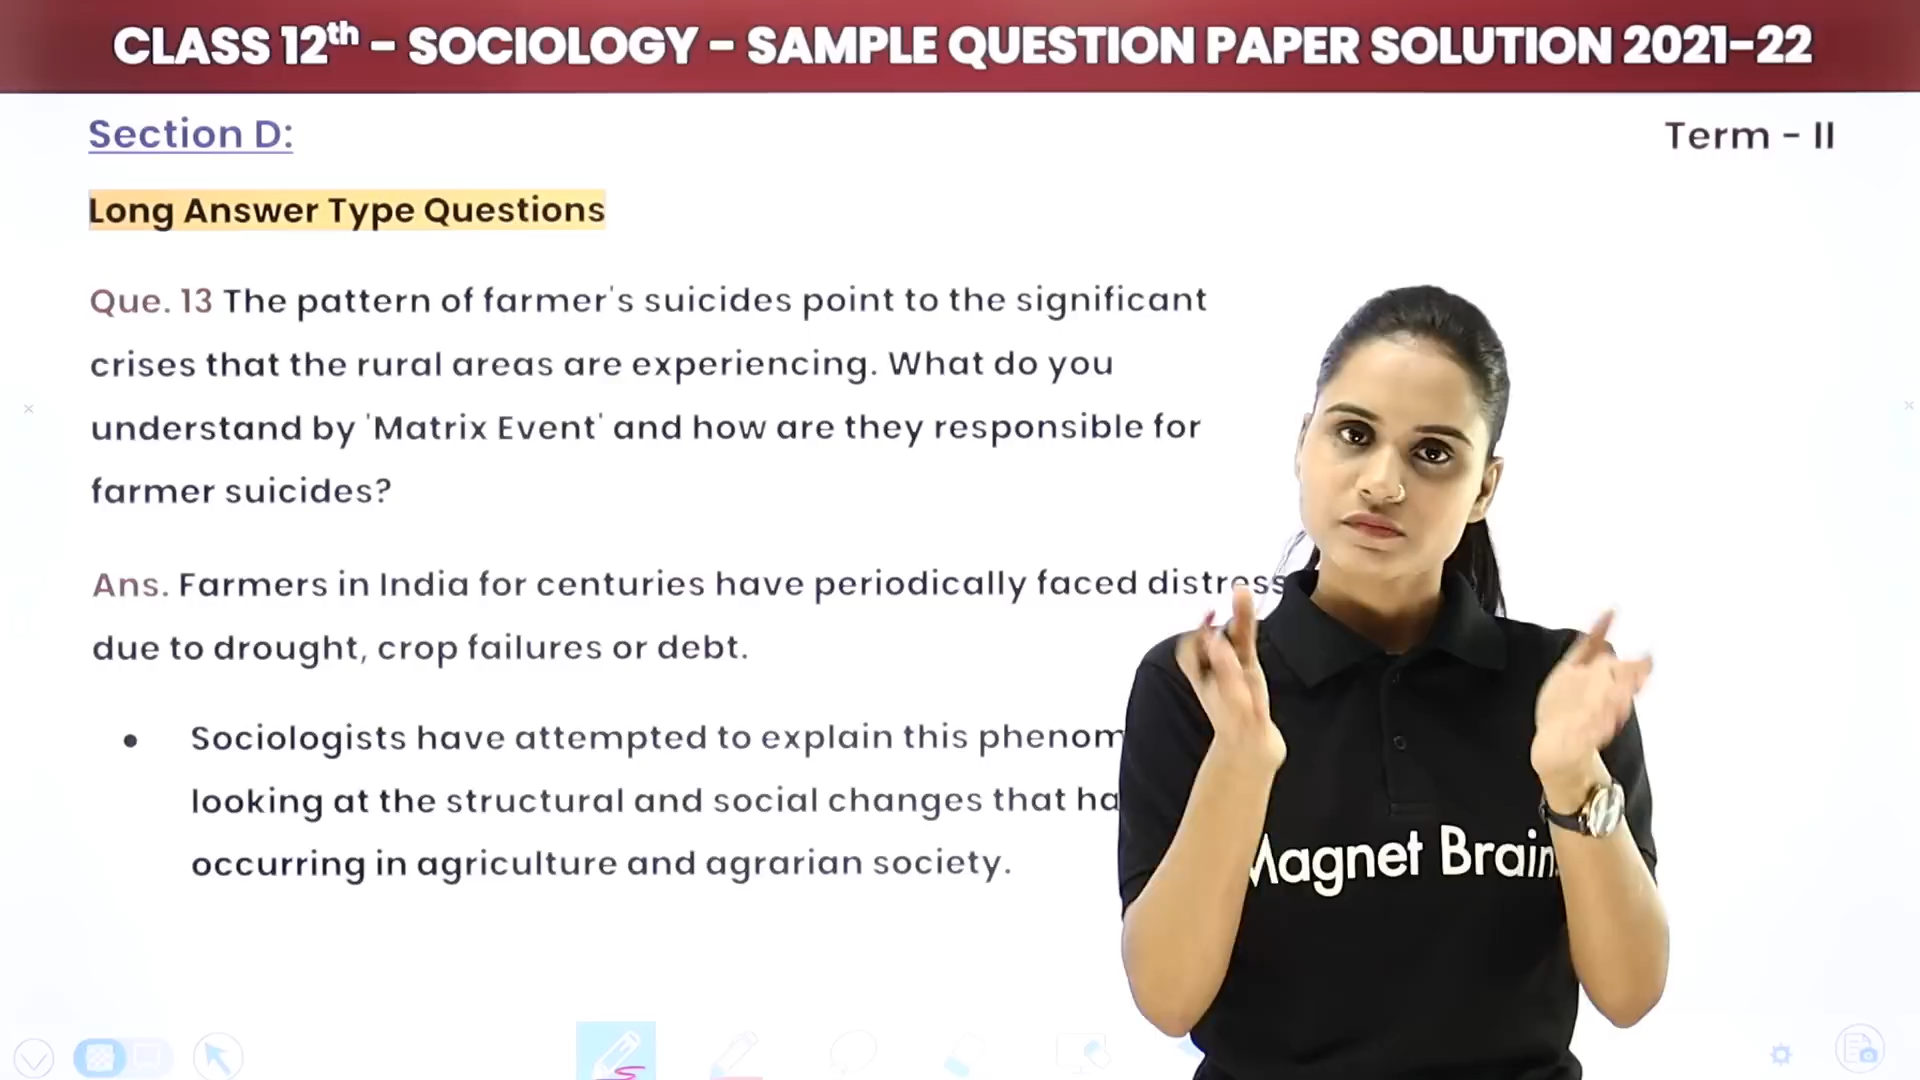 CLASS 12th - SOCIOLOGY - SAMPLE QUESTION PAPER SOLUTION 2021-22
Section D:
Term - II
Long Answer Type Questions
Que. 13 The pattern of farmer's suicides point to the significant
crises that the rural areas are experiencing. What do you
understand by 'Matrix Event' and how are they responsible for
farmer suicides?
Ans. Farmers in India for centuries have periodically faced distress
due to drought, crop failures or debt.
• Sociologists have attempted to explain this phenom
looking at the structural and social changes that ha
occurring in agriculture and agrarian society.
Magnet Brain